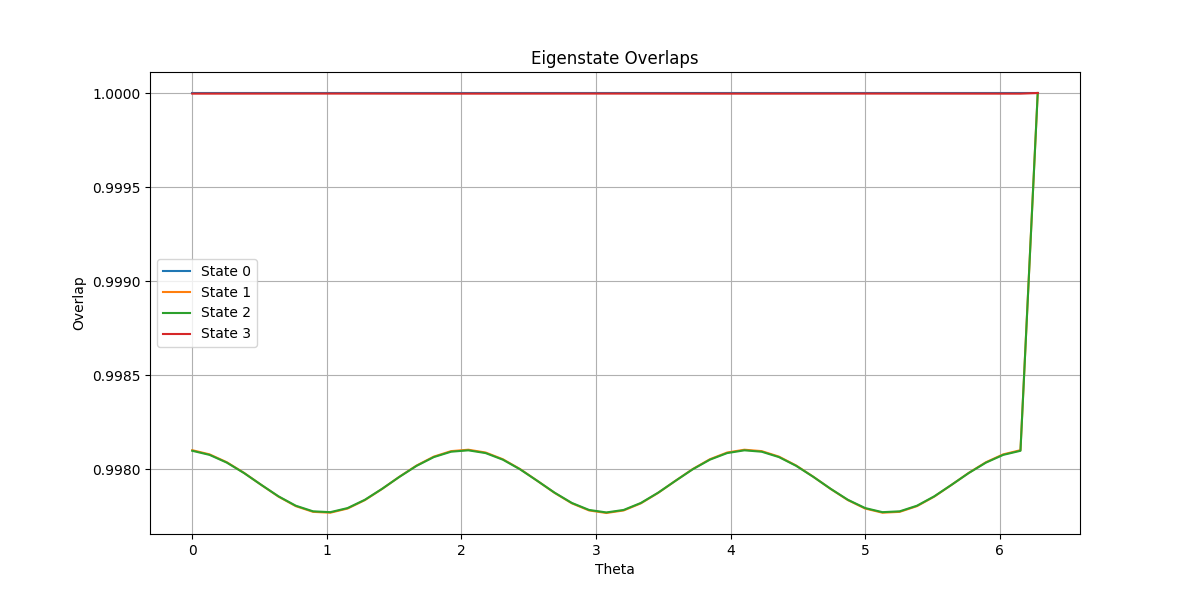 Eigenstate Overlaps
1.0000
0.9995
0.9990
0.9985
0.9980
Overlap
State 0
State 1
State 2
State 3
0 1 2 3 4 5 6
Theta